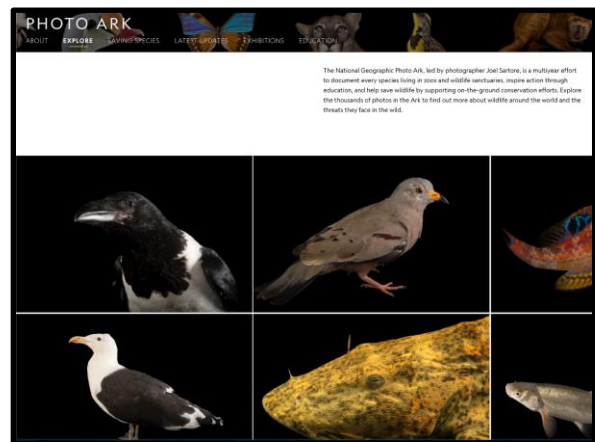 PHOTO ARK
ABOUT EXPLORE SAVING SPECIES LATEST UPDATES EXHIBITIONS EDUCATION
The National Geographic Photo Ark, led by photographer Joel Sartore, is a multiyear effort
to document every species living in zoos and wildlife sanctuaries, inspire action through
education, and help save wildlife by supporting on-the-ground conservation efforts. Explore
the thousands of photos in the Ark to find out more about wildlife around the world and the
threats they face in the wild.